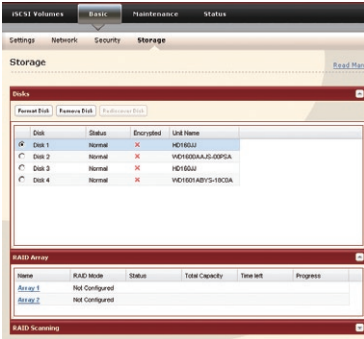 iSCSI Volumes Basic Maintenance Status
Settings Network Security Storage
Storage
Read Man
Disks
Format Disk Remove Disk
Disk Status Encrypted Unit Name
Disk 1 Normal HD160JJ
Disk 2 Normal WD1600AAJS-00PSA
Disk 3 Normal HD160JJ
Disk 4 Normal WD1601ABYS-18C0A
RAID Array
Name RAID Mode Status Total Capacity Time left Progress
Array 1 Not Configured
Array 2 Not Configured
RAID Scanning